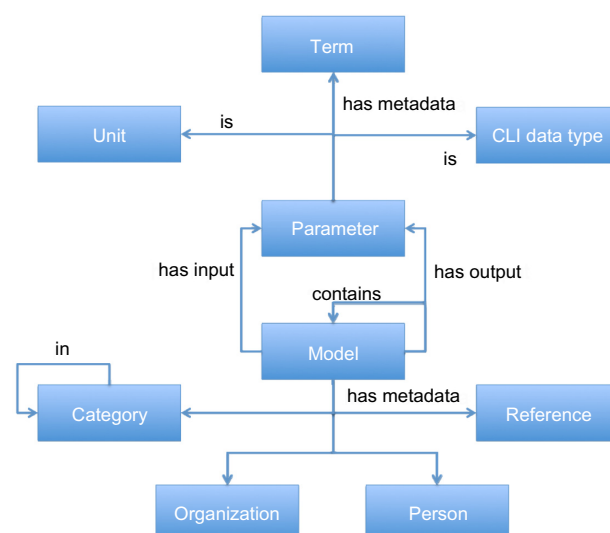 Term
has metadata
is
Unit
CLI data type
is
Parameter
has input
has output
contains
Model
in
has metadata
Category
Reference
Organization
Person